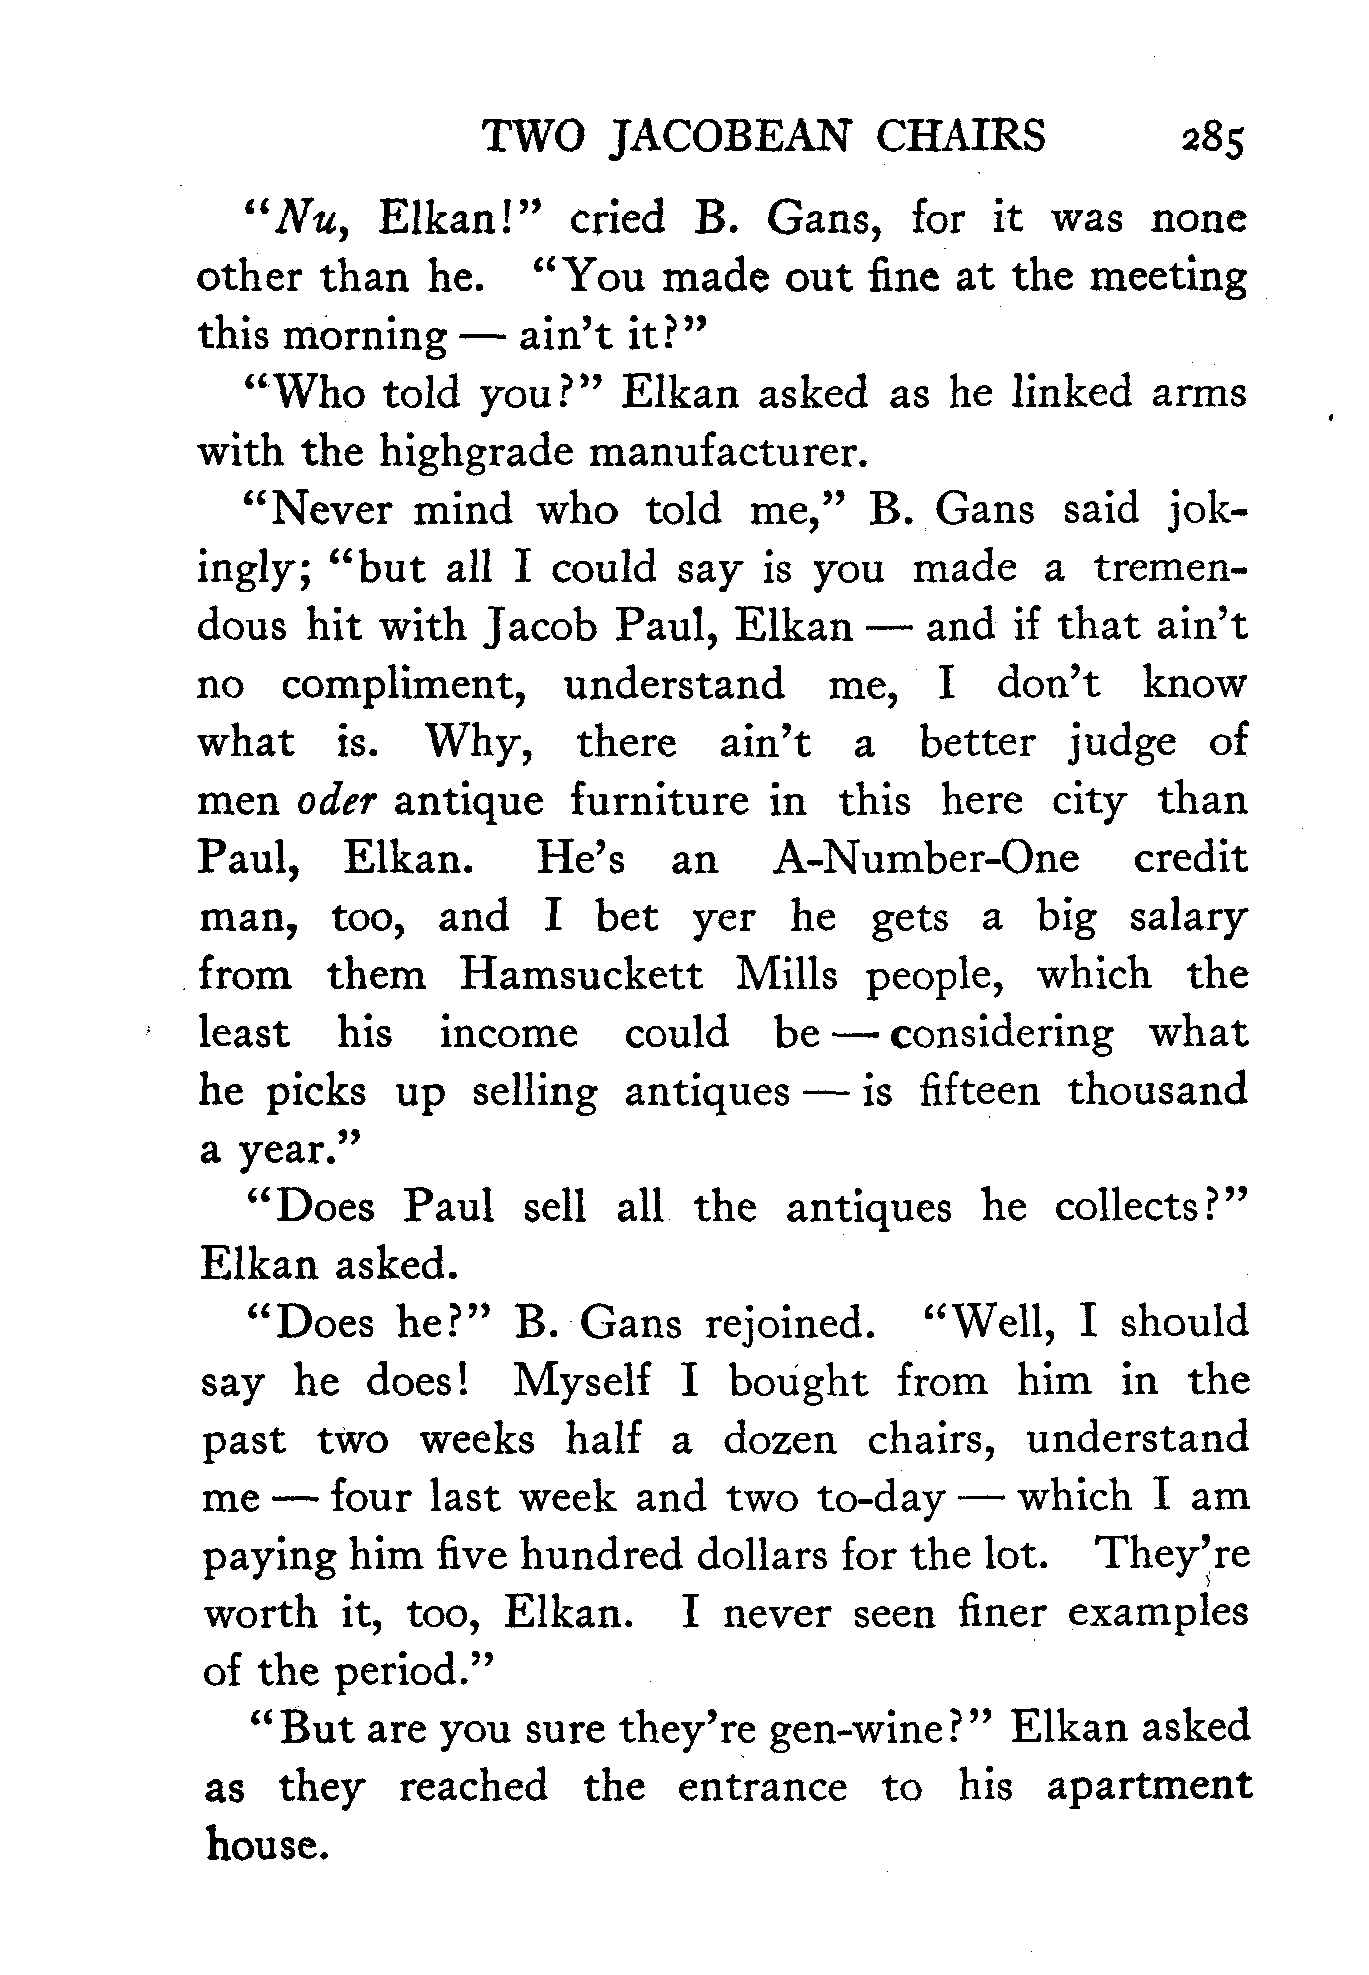 TWO JACOBEAN CHAIRS 285
"Nu, Elkan!" cried B. Gans, for it was none
other than he. "You made out fine at the meeting
this morning — ain't it?"
"Who told you?" Elkan asked as he linked arms
with the highgrade manufacturer.
"Never mind who told me," B. Gans said jok-
ingly; "but all I could say is you made a tremen-
dous hit with Jacob Paul, Elkan — and if that ain't
no compliment, understand me, I don't know
what is. Why, there ain't a better judge of
men oder antique furniture in this here city than
Paul, Elkan. He's an A-Number-One credit
man, too, and I bet yer he gets a big salary
from them Hamsuckett Mills people, which the
least his income could be — considering what
he picks up selling antiques — is fifteen thousand
a year."
"Does Paul sell all the antiques he collects?"
Elkan asked.
"Does he?" B. Gans rejoined. "Well, I should
say he does! Myself I bought from him in the
past two weeks half a dozen chairs, understand
me — four last week and two to-day — which I am
paying him five hundred dollars for the lot. They're
worth it, too, Elkan. I never seen finer examples
of the period."
"But are you sure they're gen-wine?" Elkan asked
as they reached the entrance to his apartment
house.